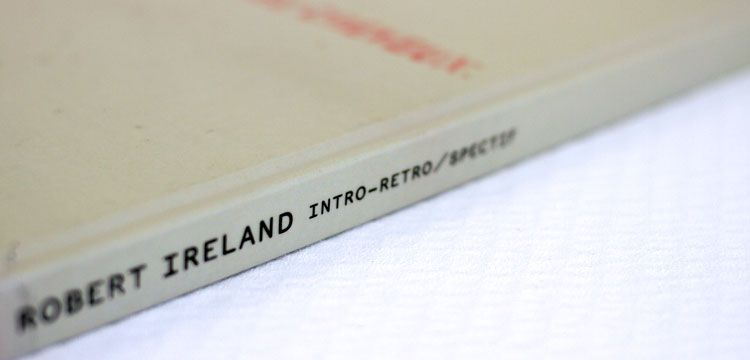 ROBERT IRELAND INTRO-RETRO/SPECTIF